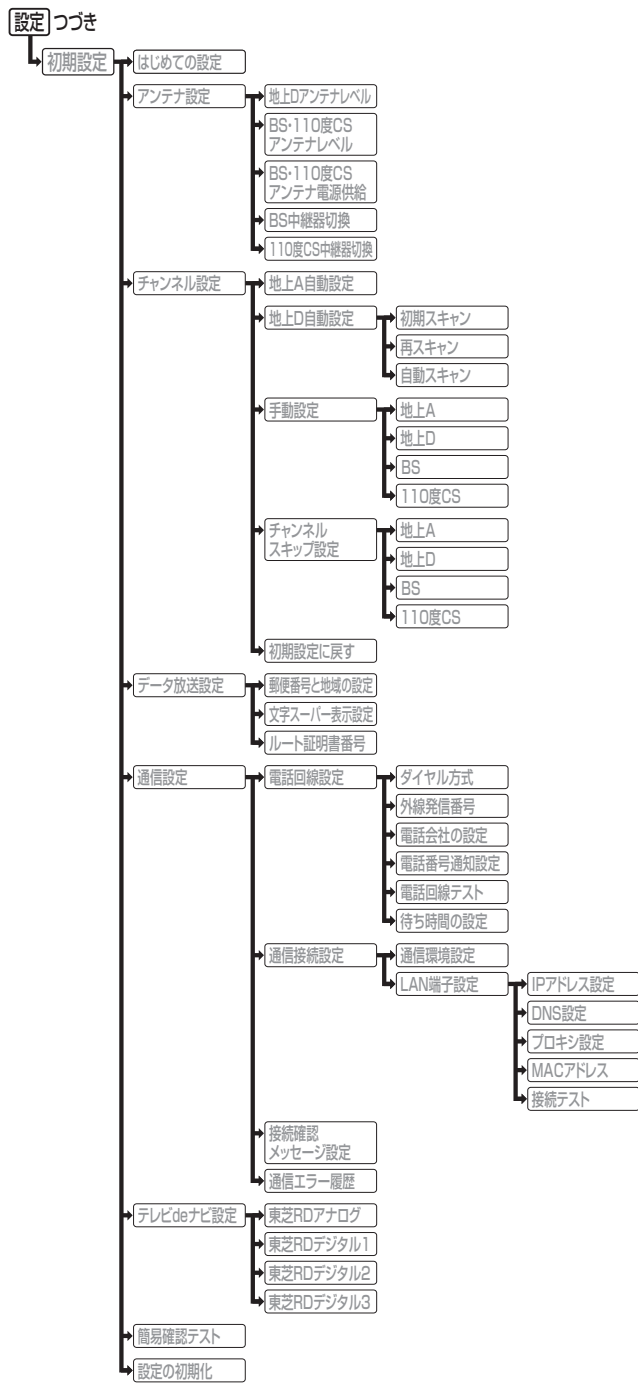 設定 つづき
初期設定
はじめての設定
アンテナ設定
地上Dアンテナレベル
BS・110度CS
アンテナレベル
BS・110度CS
アンテナ電源供給
BS中継器切換
110度CS中継器切換
チャンネル設定
地上A自動設定
地上D自動設定
初期スキャン
再スキャン
自動スキャン
手動設定
地上A
地上D
BS
110度CS
チャンネル
スキップ設定
地上A
地上D
BS
110度CS
初期設定に戻す
データ放送設定
郵便番号と地域の設定
文字スーパー表示設定
ルート証明書番号
通信設定
電話回線設定
ダイヤル方式
外線発信番号
電話会社の設定
電話番号通知設定
電話回線テスト
待ち時間の設定
通信接続設定
通信環境設定
LAN端子設定
IPアドレス設定
DNS設定
プロキシ設定
MACアドレス
接続テスト
接続確認
メッセージ設定
通信エラー履歴
テレビdeナビ設定
東芝RDアナログ
東芝RDデジタル1
東芝RDデジタル2
東芝RDデジタル3
簡易確認テスト
設定の初期化